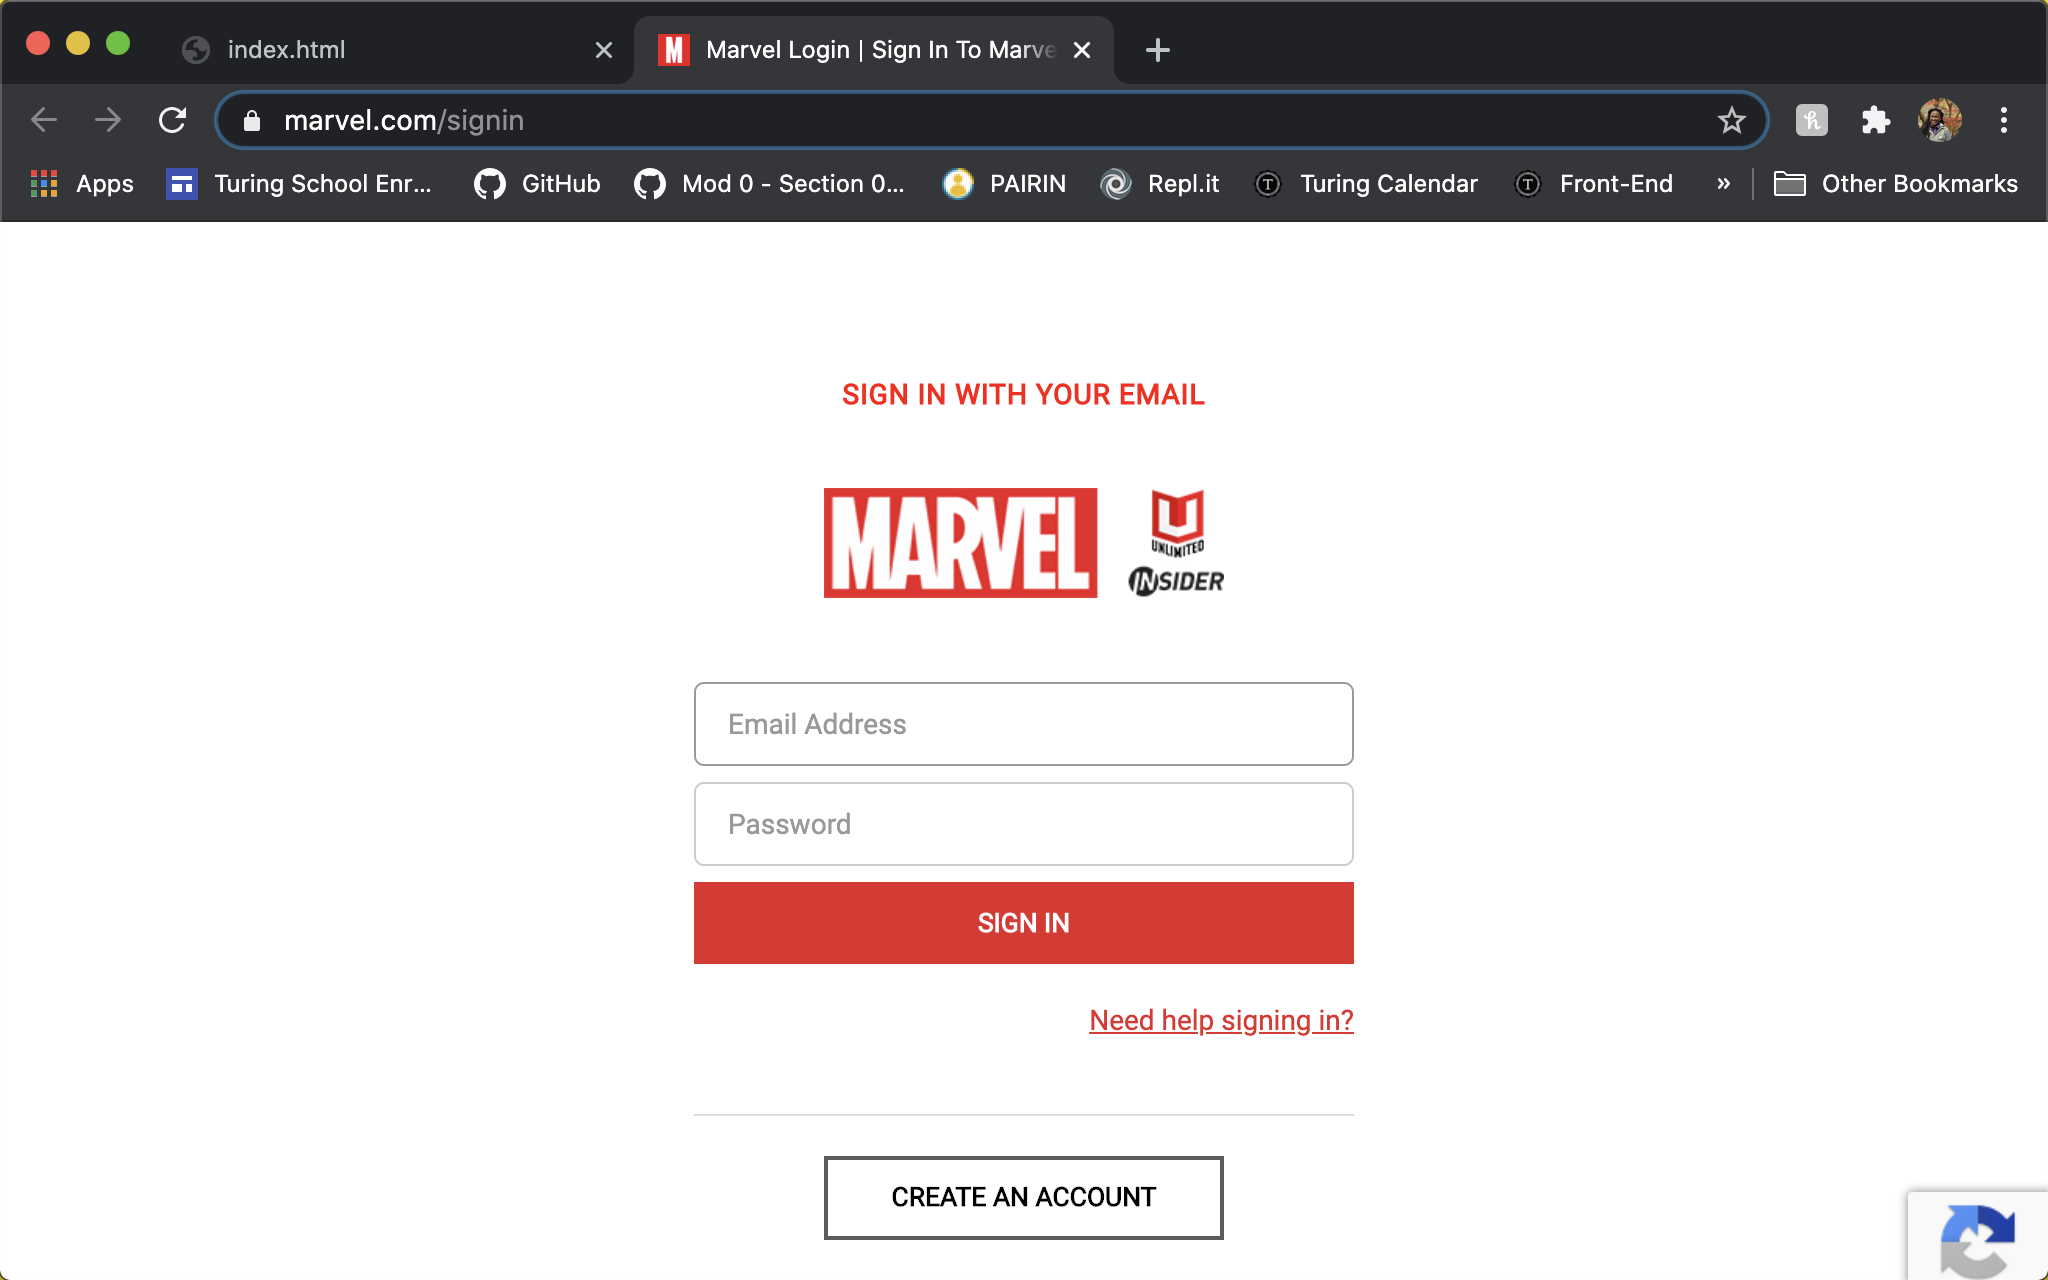 index.html
Marvel Login | Sign In To Marve
marvel.com/signin
Apps
Turing School Enr...
GitHub
Mod 0 - Section 0...
PAIRIN
Repl.it
Turing Calendar
Front-End
»
Other Bookmarks
SIGN IN WITH YOUR EMAIL
MARVEL
UNLIMITED
INSIDER
Email Address
Password
SIGN IN
Need help signing in?
CREATE AN ACCOUNT